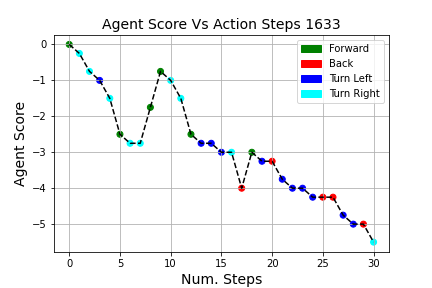 Agent Score Vs Action Steps 1633
Forward
Back
Turn Left
Turn Right
Agent Score
0
−1
−2
−3
−4
−5
0 5 10 15 20 25 30
Num. Steps